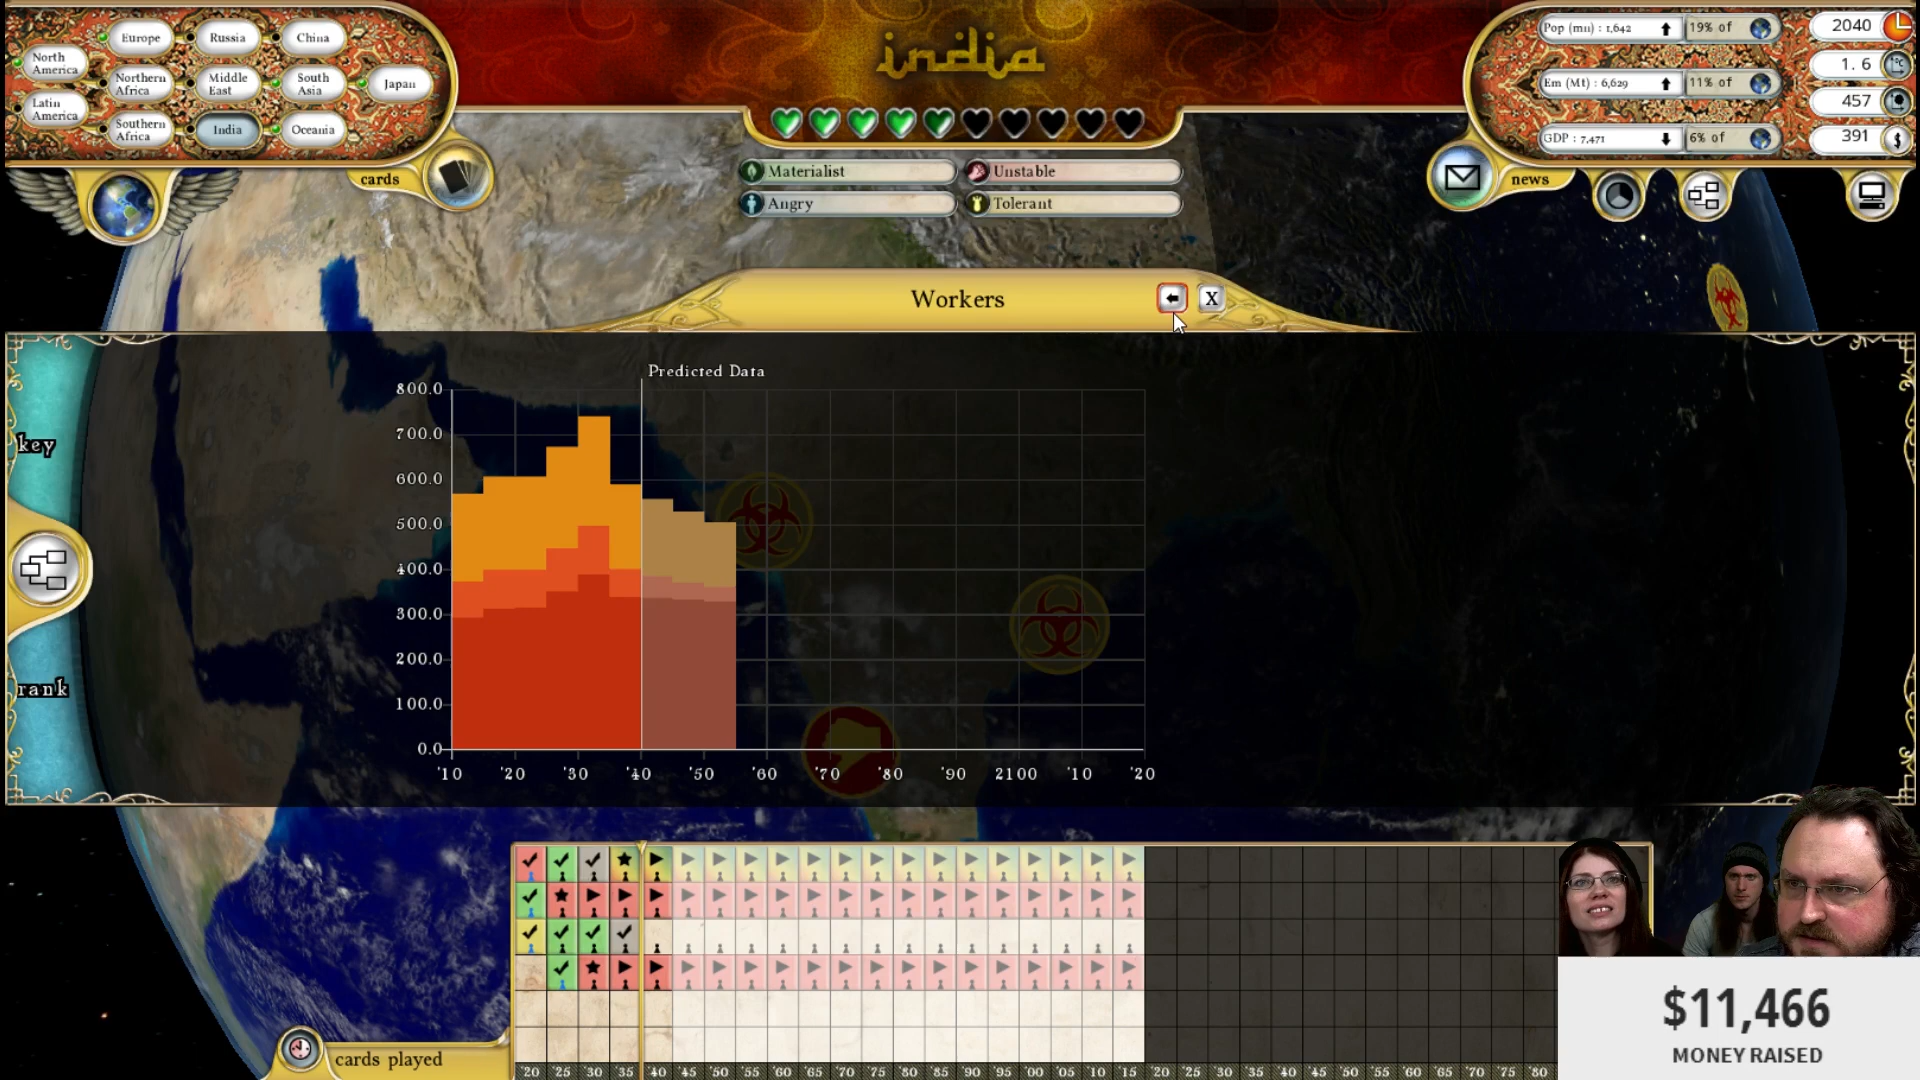 Europe
Russia
China
North
America
Northern
Africa
Middle
East
South
Asia
Japan
Latin
America
Southern
Africa
India
Oceania
cards
india
Materialist
Unstable
Angry
Tolerant
Pop (mil) : 1,642
19% of
Em (Mt) : 6,629
11% of
GDP : 7,471
6% of
2040
1. 6
°C
457
391
$
news
Workers
X
key
rank
Predicted Data
800.0
700.0
600.0
500.0
400.0
300.0
200.0
100.0
0.0
'10 '20 '30 '40 '50 '60 '70 '80 '90 2100 '10 '20
cards played
'20 '25 '30 '35 '40 '45 '50 '55 '60 '65 '70 '75 '80 '85 '90 '95 '00 '05 '10 '15 '20 '25 '30 '35 '40 '45 '50 '55 '60 '65 '70 '75 '80
$11,466
MONEY RAISED